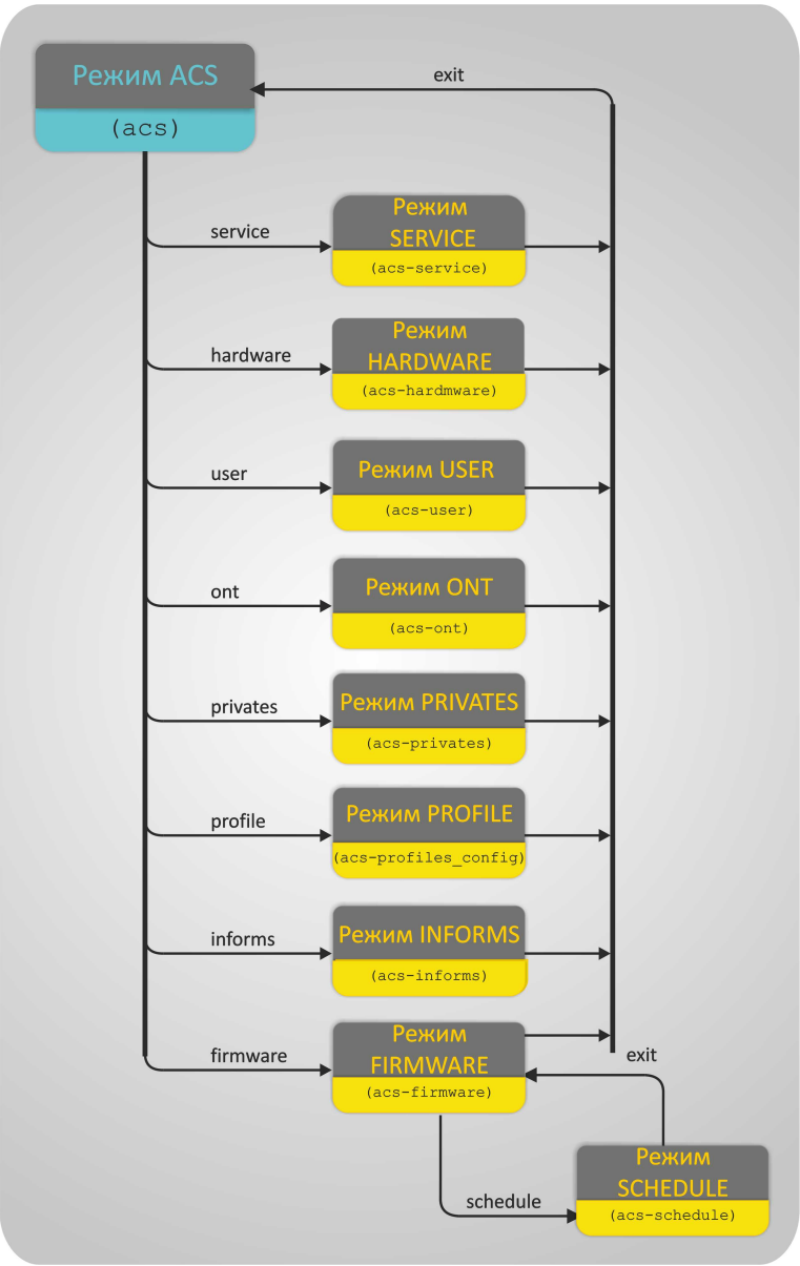 Режим ACS
(acs)
exit
service
Режим
SERVICE
(acs-service)
hardware
Режим
HARDWARE
(acs-hardmware)
user
Режим USER
(acs-user)
ont
Режим ONT
(acs-ont)
privates
Режим PRIVATES
(acs-privates)
profile
Режим PROFILE
(acs-profiles_config)
informs
Режим INFORMS
(acs-informs)
firmware
Режим
FIRMWARE
(acs-firmware)
exit
schedule
Режим
SCHEDULE
(acs-schedule)